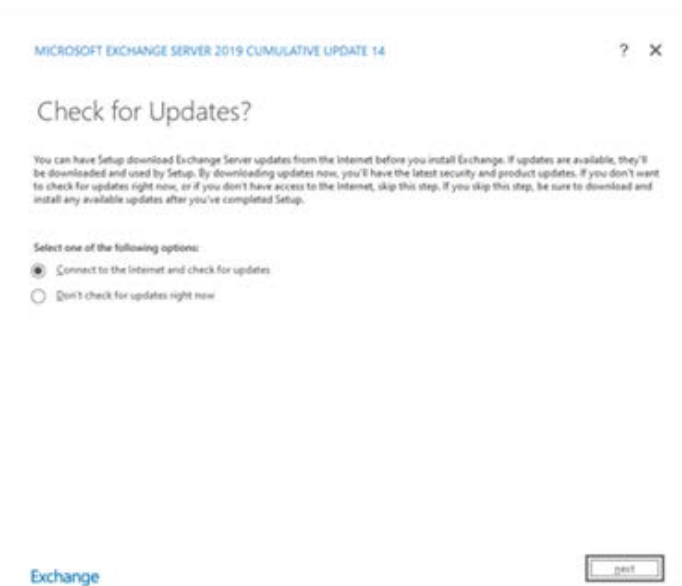 MICROSOFT EXCHANGE SERVER 2019 CUMULATIVE UPDATE 14
?
Check for Updates?
You can have Setup download Exchange Server updates from the Internet before you install Exchange. If updates are available, they'll
be downloaded and used by Setup. By downloading updates now, you'll have the latest security and product updates. If you don't want
to check for updates right now, or if you don't have access to the Internet, skip this step. If you skip this step, be sure to download and
install any available updates after you've completed Setup.
Select one of the following options:
Connect to the Internet and check for updates
Don't check for updates right now
Exchange
next